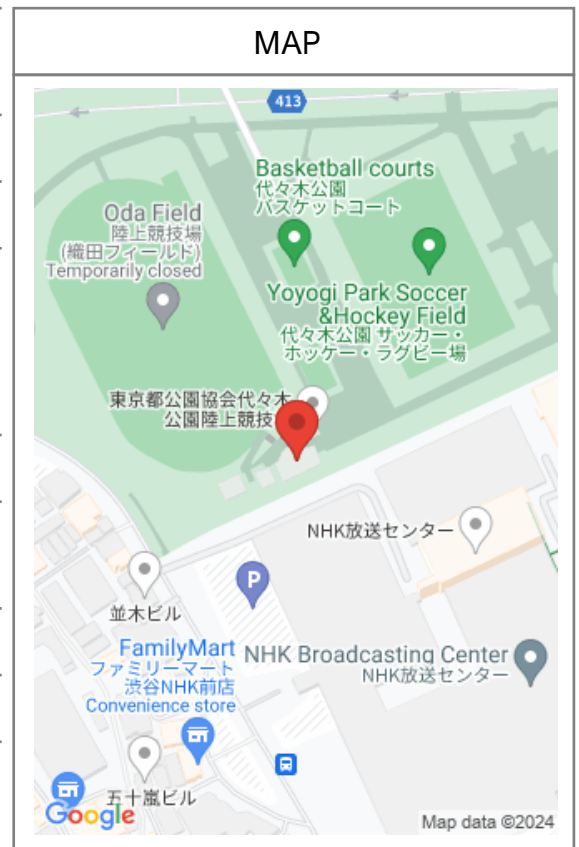 MAP
413
Basketball courts
代々木公園
バスケットコート
Oda Field
陸上競技場
(織田フィールド)
Temporarily closed
Yoyogi Park Soccer
&Hockey Field
代々木公園 サッカー・
ホッケー・ラグビー場
東京都公園協会代々木
公園陸上競技
NHK放送センター
P
並木ビル
FamilyMart
ファミリーマート
渋谷NHK前店
Convenience store
NHK Broadcasting Center
NHK放送センター
五十嵐ビル
Google
Map data ©2024